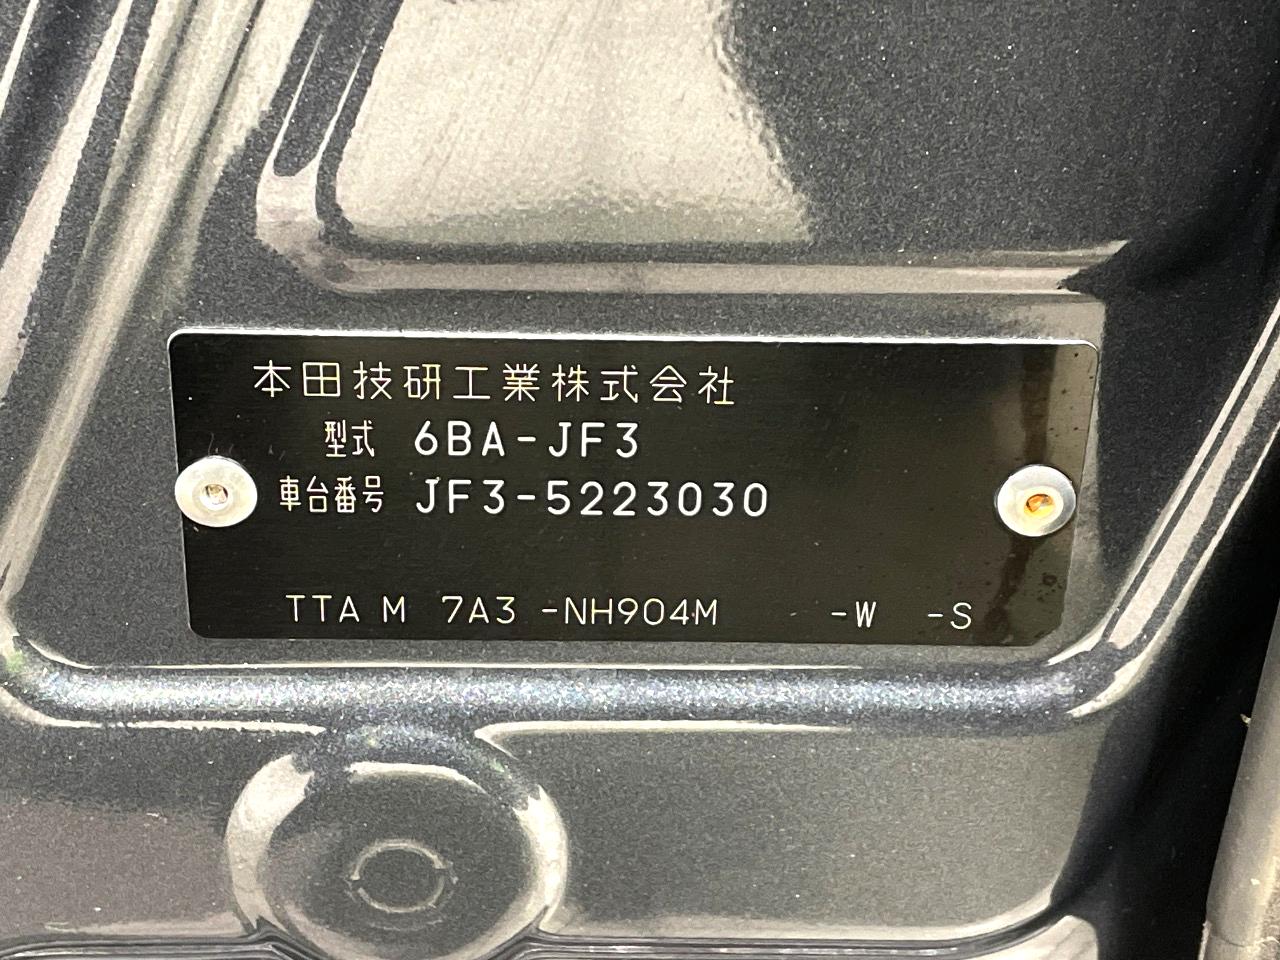 本田技研工業株式会社
型式 6BA-JF3
車台番号 JF3-5223030
TTA M 7A3 -NH904M -W -S